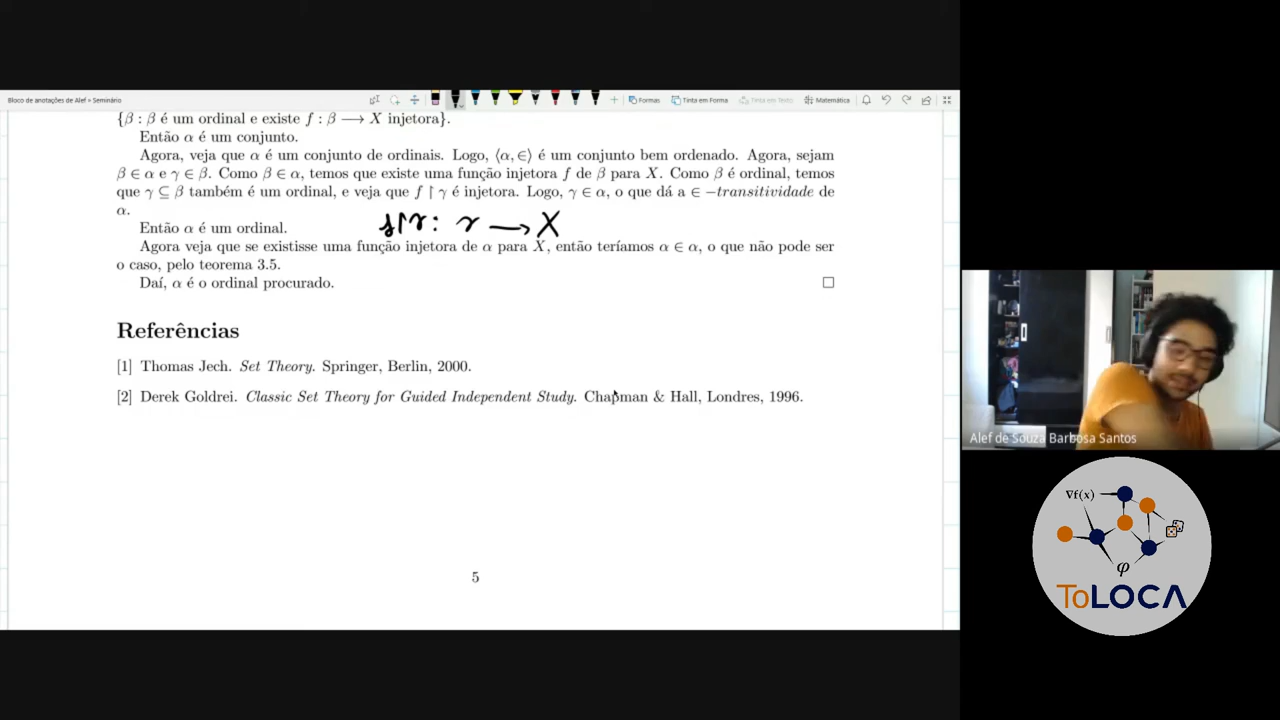 Bloco de anotações de Alef » Seminário
Formas
Tinta em Forma
Tinta em Texto
Matemática
{β : β é um ordinal e existe f : β ⟶ X injetora}.
Então α é um conjunto.
Agora, veja que α é um conjunto de ordinais. Logo, ⟨α, ∈⟩ é um conjunto bem ordenado. Agora, sejam
β ∈ α e γ ∈ β. Como β ∈ α, temos que existe uma função injetora f de β para X. Como β é ordinal, temos
que γ ⊆ β também é um ordinal, e veja que f ↾ γ é injetora. Logo, γ ∈ α, o que dá a ∈ −transitividade de
α.
Então α é um ordinal.
f↾γ: γ ⟶ X
Agora veja que se existisse uma função injetora de α para X, então teríamos α ∈ α, o que não pode ser
o caso, pelo teorema 3.5.
Daí, α é o ordinal procurado. □
Referências
[1] Thomas Jech. Set Theory. Springer, Berlin, 2000.
[2] Derek Goldrei. Classic Set Theory for Guided Independent Study. Chapman & Hall, Londres, 1996.
5
Alef de Souza Barbosa Santos
∇f(x)
φ
ToLOCA